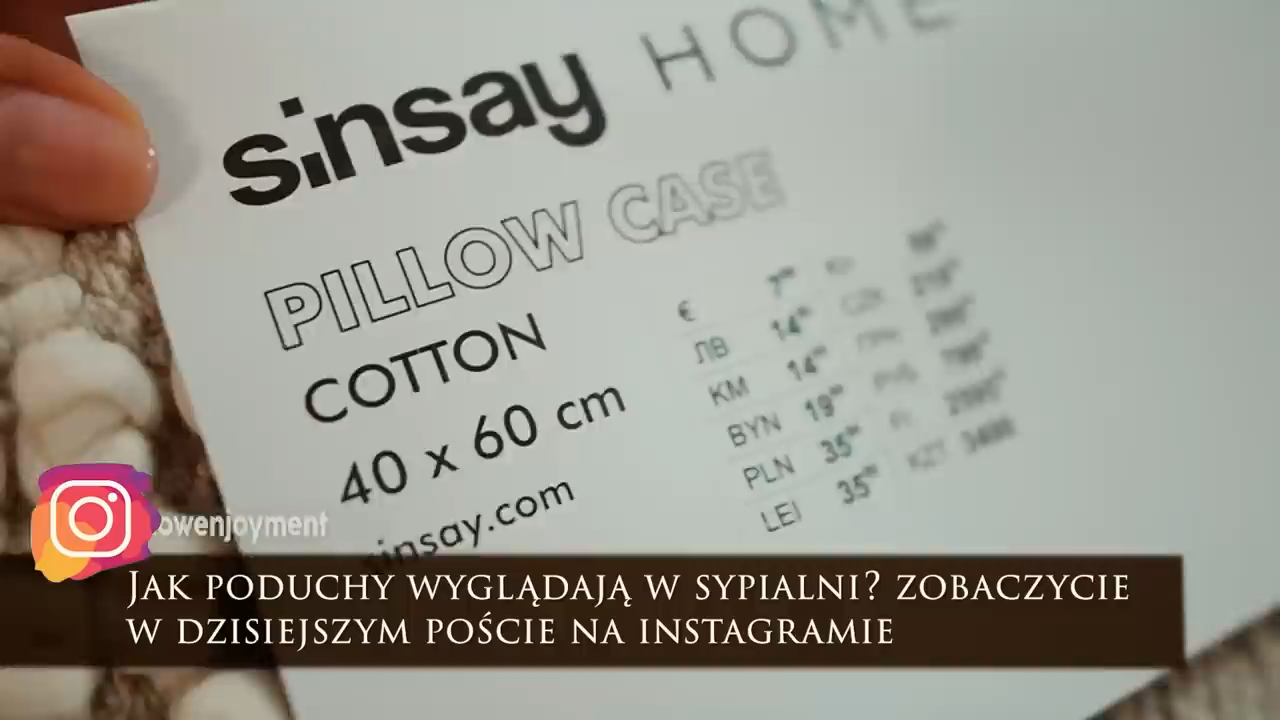 sinsay HOME
PILLOW CASE
COTTON
40 x 60 cm
sinsay.com
€ 7
ЛВ 14
KM 14
BYN 19
PLN 35
LEI 35
owenjoyment
Jak poduchy wyglądają w sypialni? zobaczycie
w dzisiejszym poście na instagramie